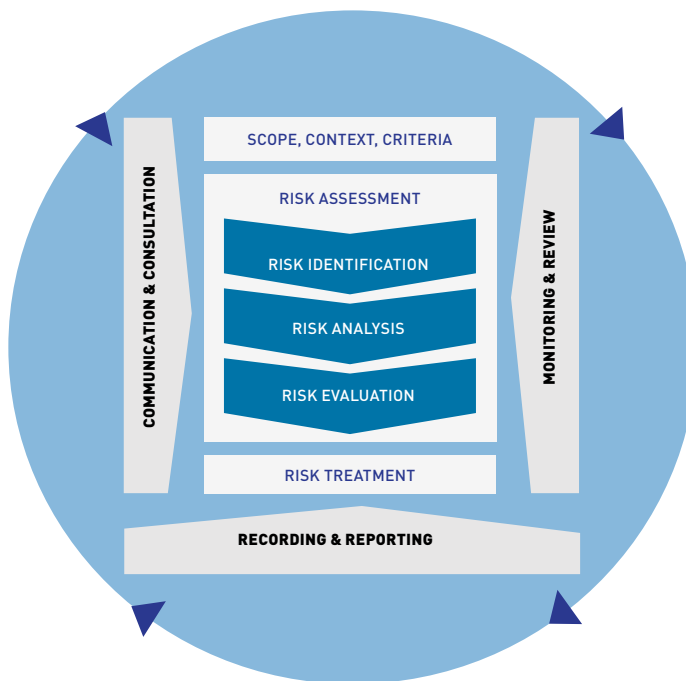 SCOPE, CONTEXT, CRITERIA
RISK ASSESSMENT
RISK IDENTIFICATION
RISK ANALYSIS
RISK EVALUATION
RISK TREATMENT
COMMUNICATION & CONSULTATION
MONITORING & REVIEW
RECORDING & REPORTING